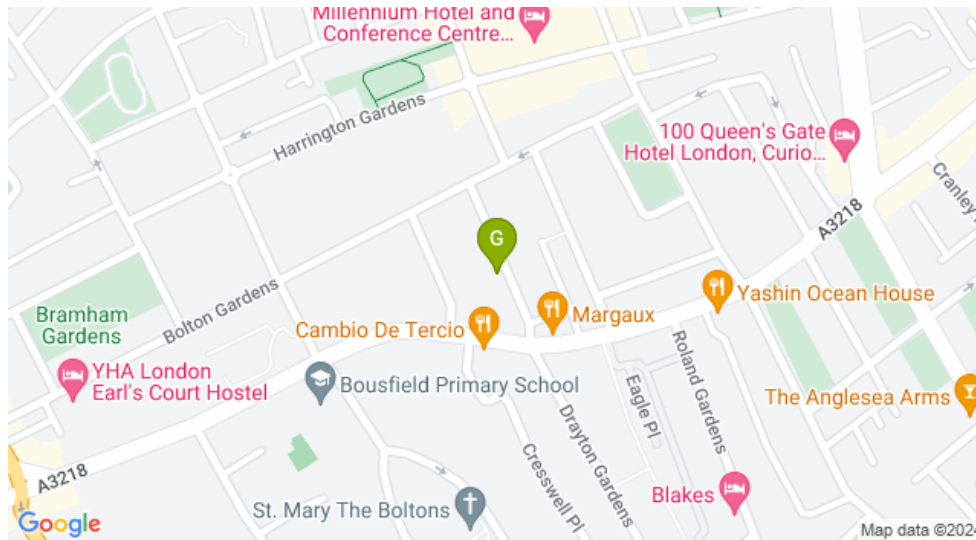 Millennium Hotel and
Conference Centre...
Harrington Gardens
100 Queen's Gate
Hotel London, Curio...
Cranley
A3218
G
Bolton Gardens
Bramham
Gardens
Yashin Ocean House
Margaux
Cambio De Tercio
YHA London
Earl's Court Hostel
Bousfield Primary School
Roland Gardens
Eagle Pl
The Anglesea Arms
Drayton Gardens
Cresswell Pl
A3218
Blakes
St. Mary The Boltons
Google
Map data ©2024